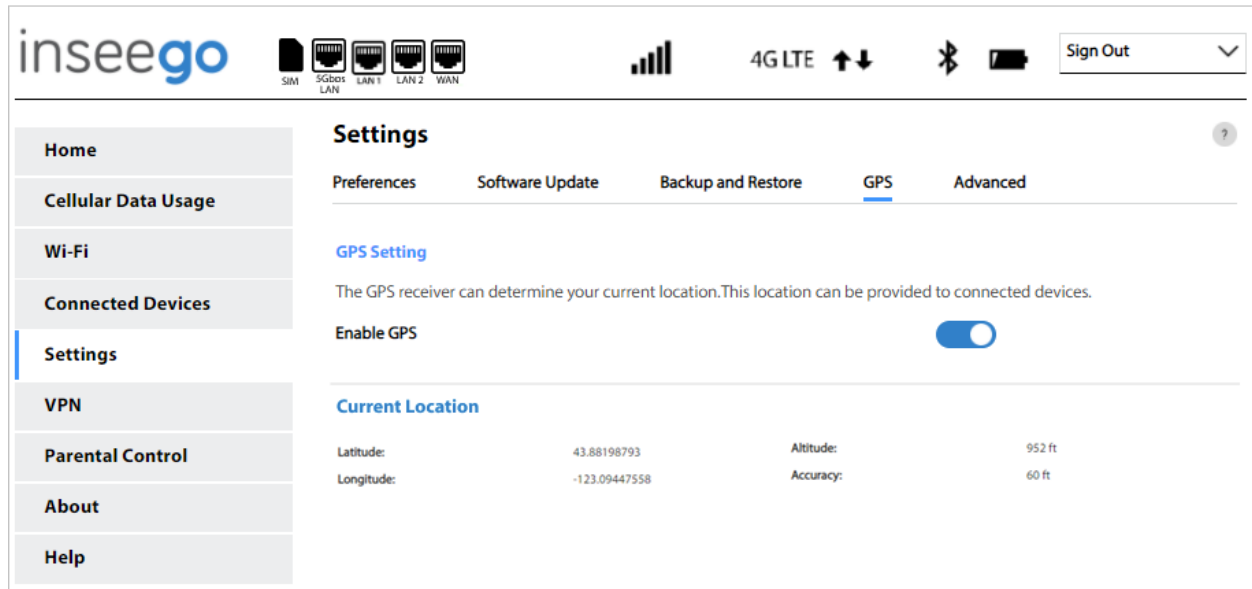 inseego
SIM
5Gbps
LAN
LAN 1
LAN 2
WAN
4G LTE
Sign Out
Home
Cellular Data Usage
Wi-Fi
Connected Devices
Settings
VPN
Parental Control
About
Help
Settings
?
Preferences Software Update Backup and Restore GPS Advanced
GPS Setting
The GPS receiver can determine your current location.This location can be provided to connected devices.
Enable GPS
Current Location
Latitude: 43.88198793 Altitude: 952 ft
Longitude: -123.09447558 Accuracy: 60 ft